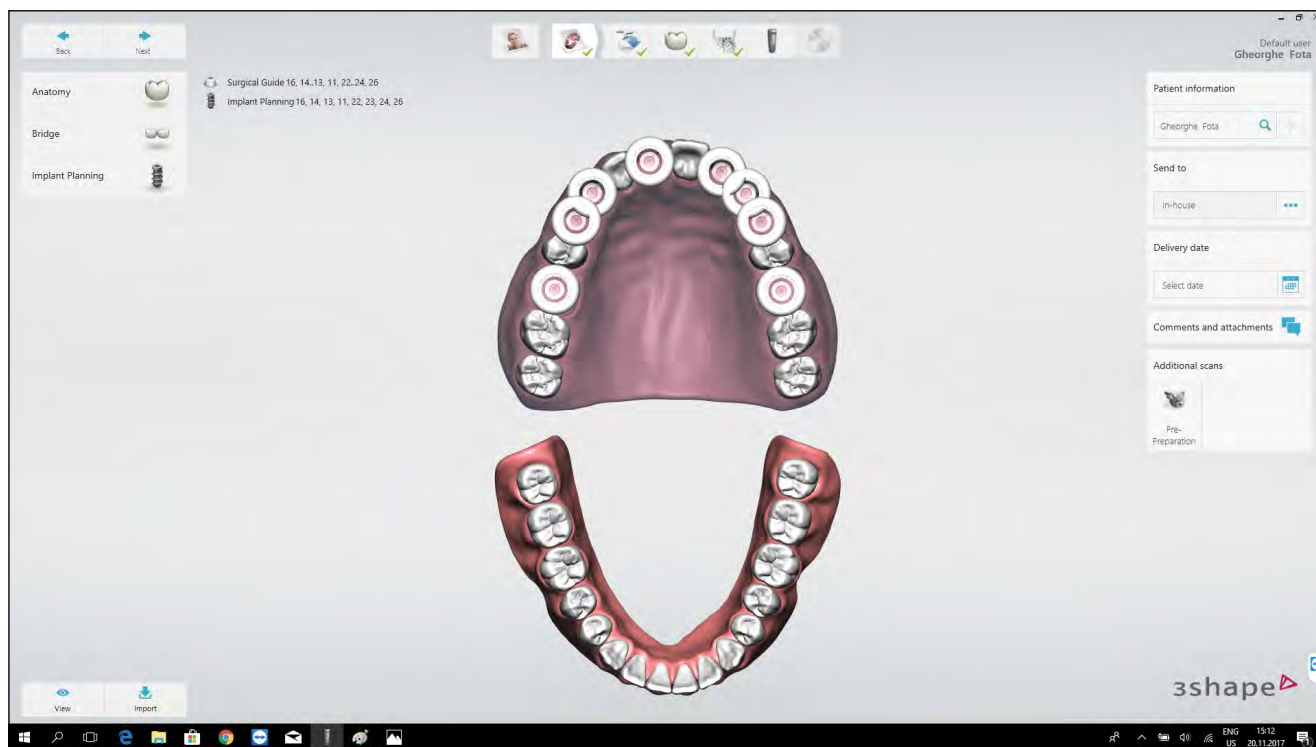 Back
Next
Default user
Gheorghe Fota
Anatomy
Bridge
Implant Planning
Surgical Guide 16, 14..13, 11, 22..24, 26
Implant Planning 16, 14, 13, 11, 22, 23, 24, 26
Patient information
Gheorghe Fota
Send to
In-house
Delivery date
Select date
Comments and attachments
Additional scans
Pre-
Preparation
View
Import
3shape
ENG
US
15:12
20.11.2017